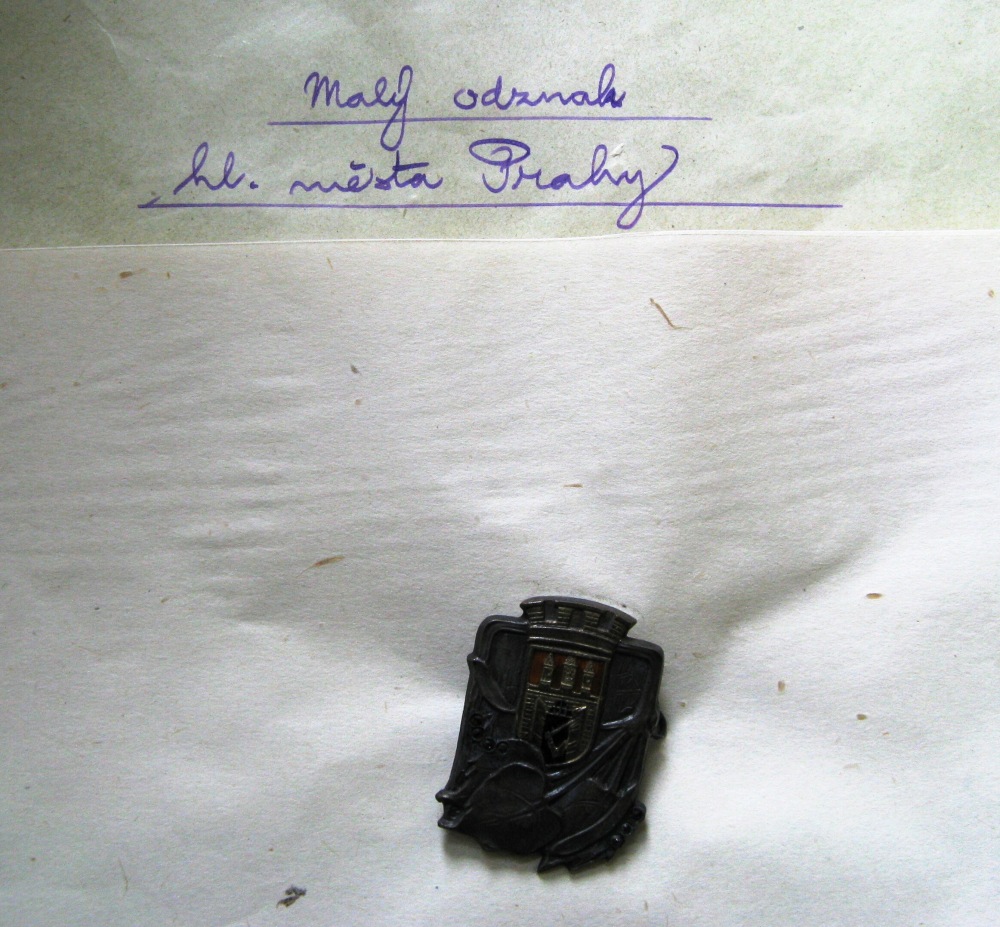 Malý odznak
hl. města Prahy